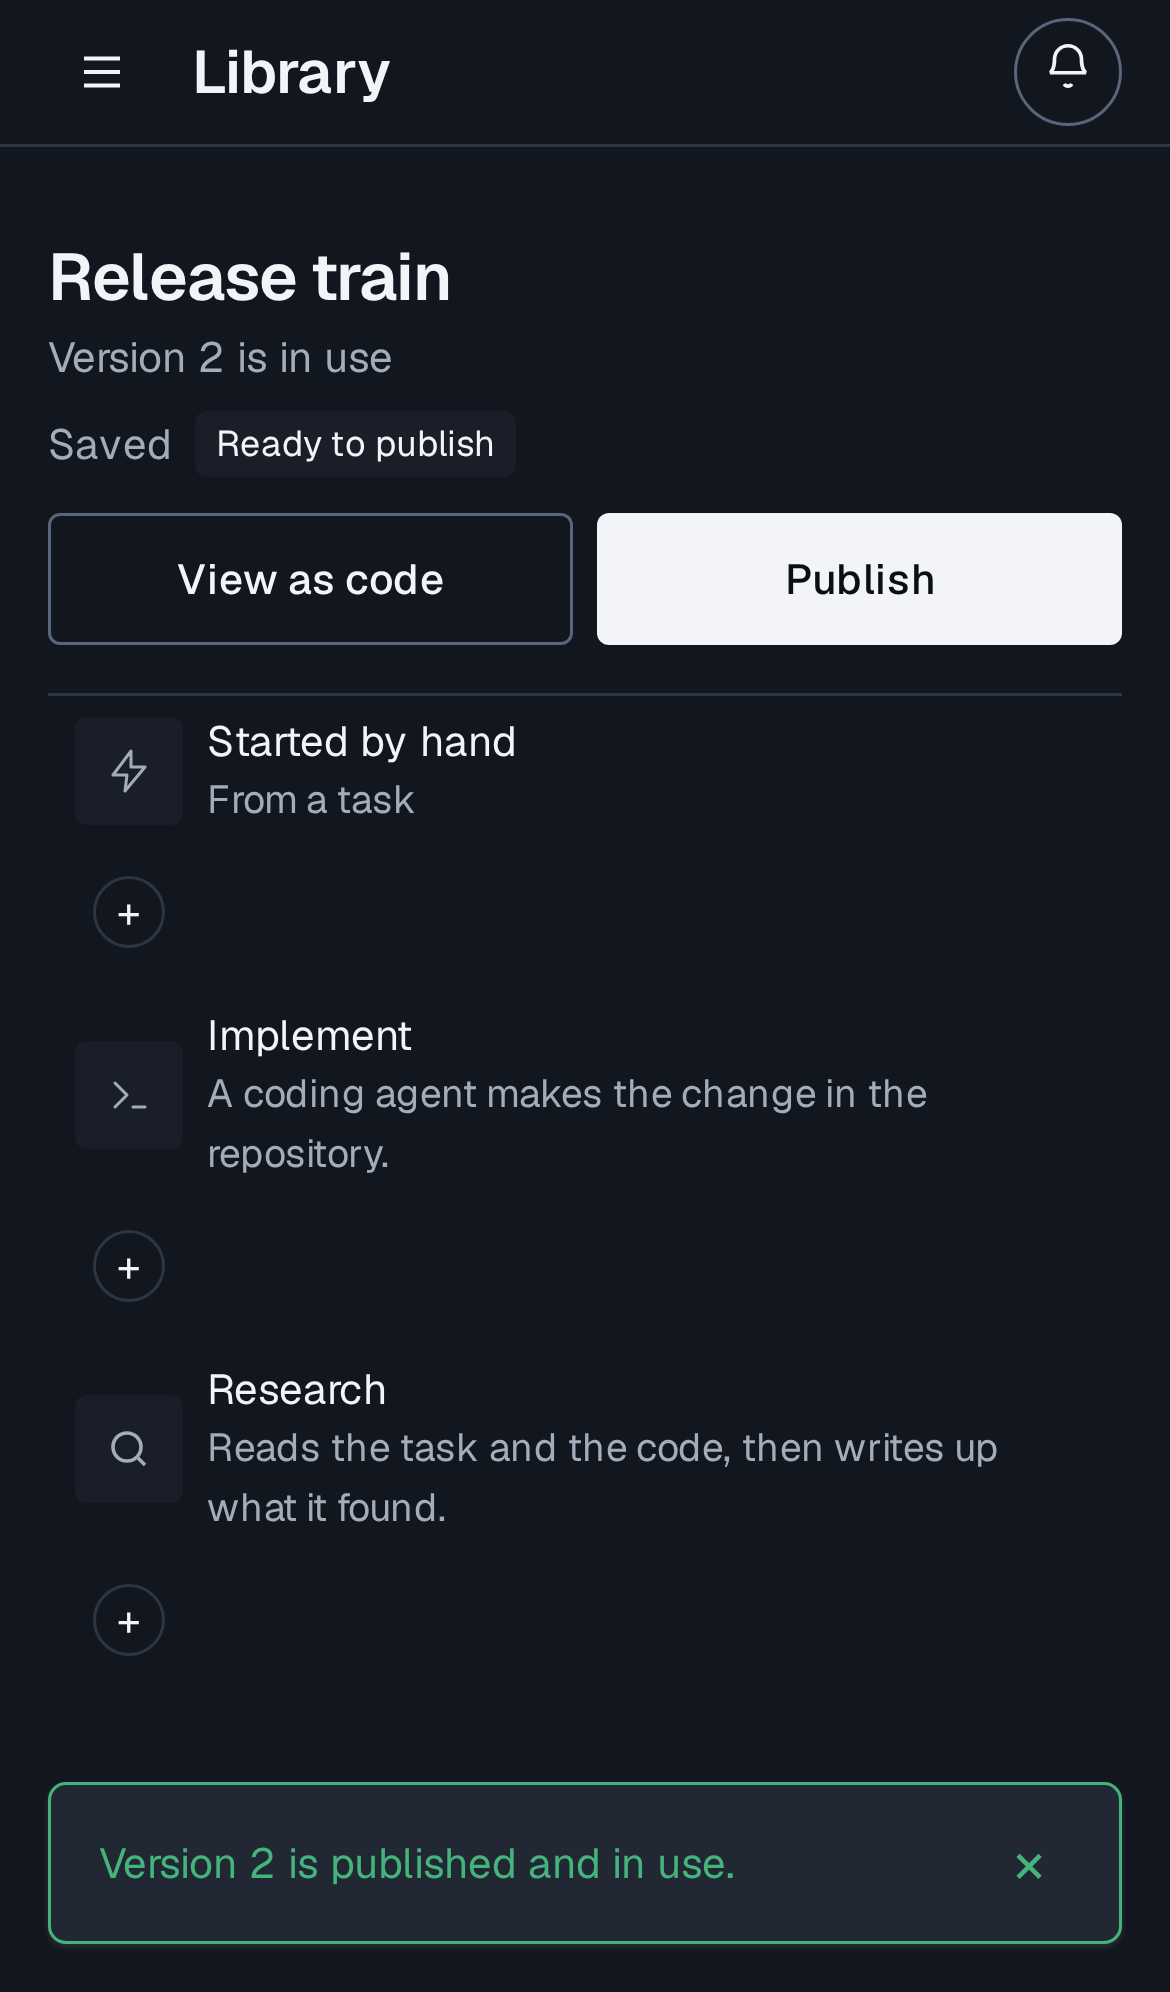 Library
Release train
Version 2 is in use
Saved
Ready to publish
View as code
Publish
Started by hand
From a task
+
Implement
A coding agent makes the change in the
repository.
+
Research
Reads the task and the code, then writes up
what it found.
+
Version 2 is published and in use.